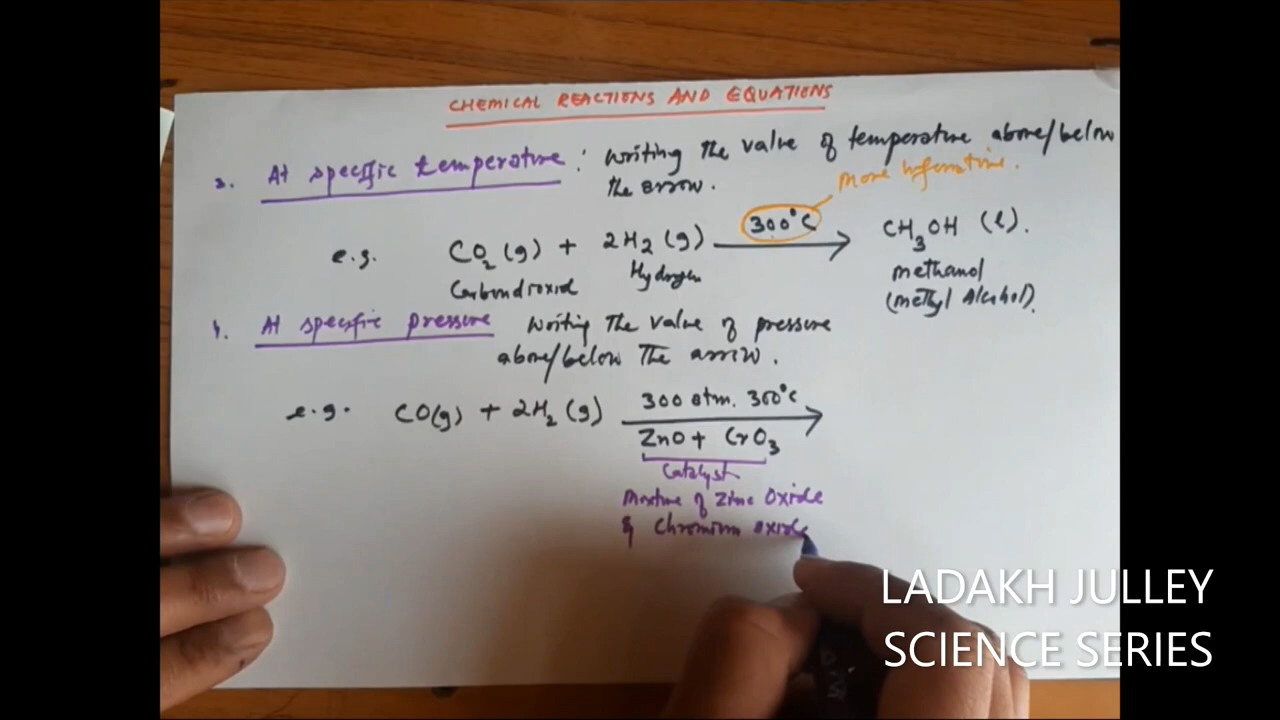 CHEMICAL REACTIONS AND EQUATIONS
3. At specific temperature : Writing the value of temperature above/below
the arrow.
More information.
e.g. CO₂(g) + 2H₂(g) 300°C → CH₃OH (l).
Carbondioxid Hydrogen methanol
(methyl Alcohol).
4. At specific pressure Writing the value of pressure
above/below The arrow.
e.g. CO(g) + 2H₂(g) 300 atm. 300°C →
ZnO + CrO₃
Catalyst
Mixture of Zinc Oxide
& Chromium oxide
LADAKH JULLEY
SCIENCE SERIES